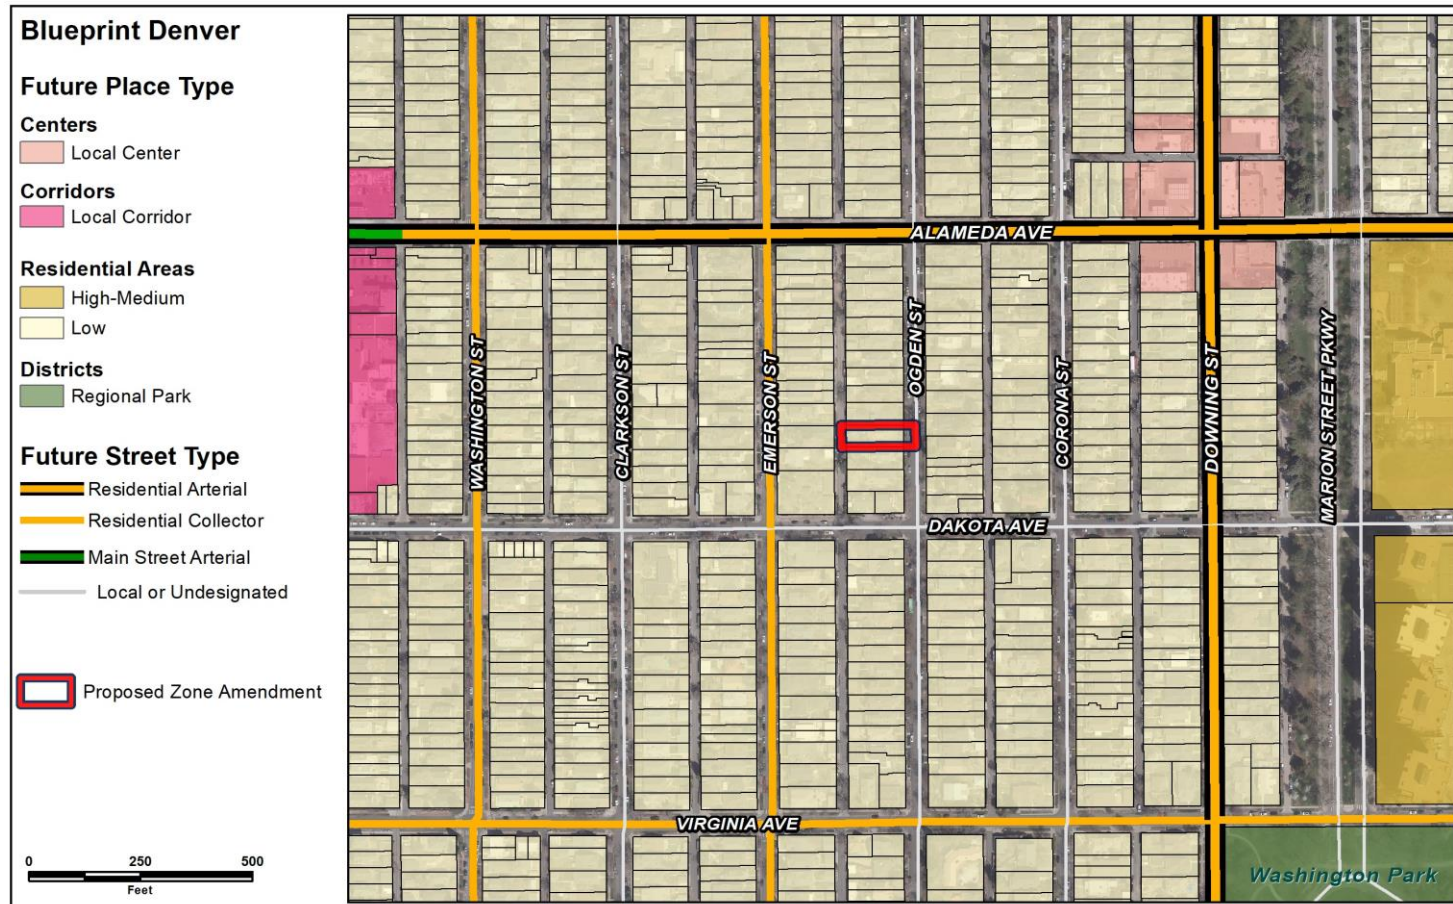 Blueprint Denver
Future Place Type
Centers
Local Center
Corridors
Local Corridor
Residential Areas
High-Medium
Low
Districts
Regional Park
Future Street Type
Residential Arterial
Residential Collector
Main Street Arterial
Local or Undesignated
Proposed Zone Amendment
0 250 500
Feet
ALAMEDA AVE
WASHINGTON ST
CLARKSON ST
EMERSON ST
OGDEN ST
CORONA ST
DOWNING ST
MARION STREET PKWY
DAKOTA AVE
VIRGINIA AVE
Washington Park